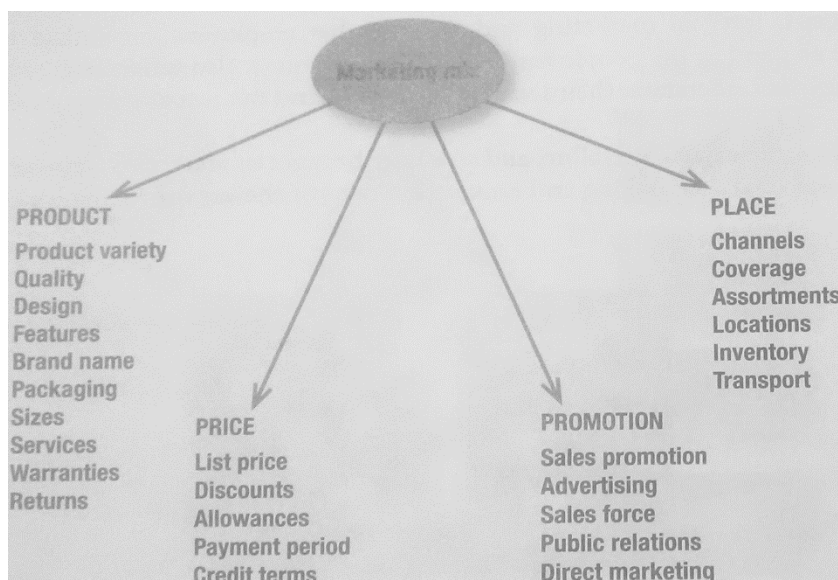 Marketing mix
PRODUCT
Product variety
Quality
Design
Features
Brand name
Packaging
Sizes
Services
Warranties
Returns
PRICE
List price
Discounts
Allowances
Payment period
Credit terms
PROMOTION
Sales promotion
Advertising
Sales force
Public relations
Direct marketing
PLACE
Channels
Coverage
Assortments
Locations
Inventory
Transport